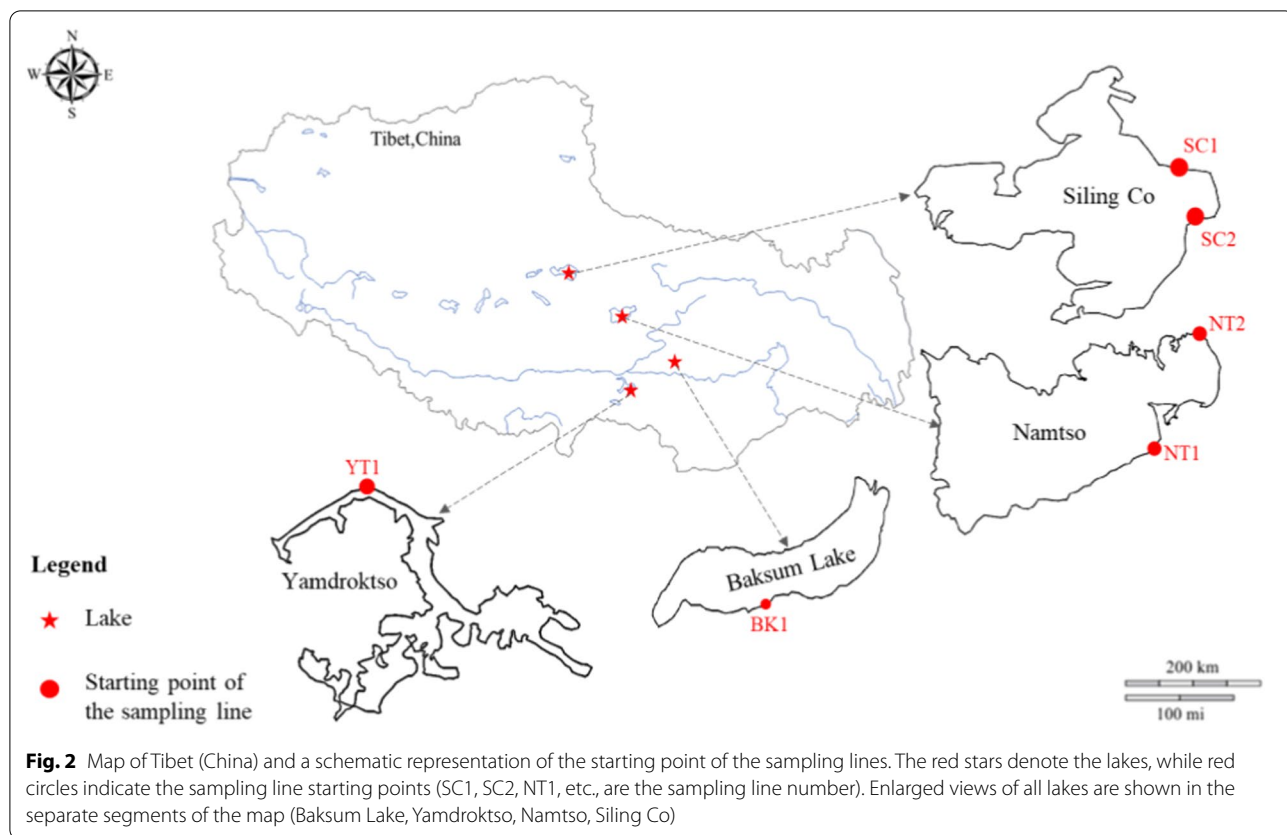 N
W E
S
Tibet,China
SC1
Siling Co
SC2
NT2
Namtso
NT1
YT1
Legend
Yamdroktso
Baksum Lake
Lake
BK1
Starting point of
the sampling line
200 km
100 mi
Fig. 2 Map of Tibet (China) and a schematic representation of the starting point of the sampling lines. The red stars denote the lakes, while red
circles indicate the sampling line starting points (SC1, SC2, NT1, etc., are the sampling line number). Enlarged views of all lakes are shown in the
separate segments of the map (Baksum Lake, Yamdroktso, Namtso, Siling Co)